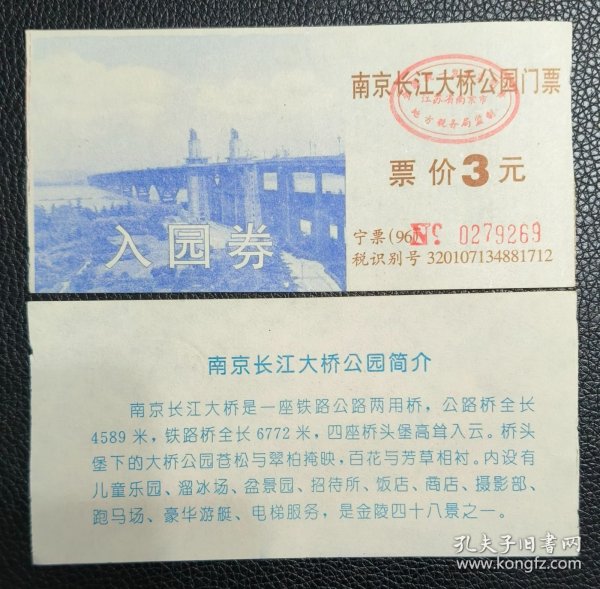 南京长江大桥公园门票
江苏省南京市
地方税务局监制
票价3元
入园券
宁票(96)
№ 0279269
税识别号 320107134881712
南京长江大桥公园简介
南京长江大桥是一座铁路公路两用桥，公路桥全长
4589 米，铁路桥全长 6772 米，四座桥头堡高耸入云。桥头
堡下的大桥公园苍松与翠柏掩映，百花与芳草相衬。内设有
儿童乐园、溜冰场、盆景园、招待所、饭店、商店、摄影部、
跑马场、豪华游艇、电梯服务，是金陵四十八景之一。
孔夫子旧书网
www.kongfz.com